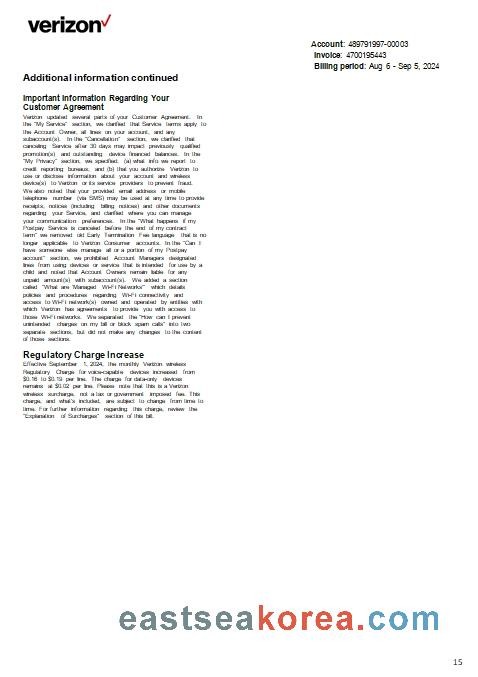 verizon✓
Account: 489791997-00003
Invoice: 4700195443
Billing period: Aug 6 - Sep 5, 2024
Additional information continued
Important Information Regarding Your
Customer Agreement
Verizon updated several parts of your Customer Agreement. In
the "My Service" section, we clarified that Service terms apply to
the Account Owner, all lines on your account, and any
subaccount(s). In the "Cancellation" section, we clarified that
canceling Service after 30 days may impact previously qualified
promotion(s) and outstanding device financed balances. In the
"My Privacy" section, we specified, (a) what info we report to
credit reporting bureaus, and (b) that you authorize Verizon to
use or disclose information about your account and wireless
device(s) to Verizon or its service providers to prevent fraud.
We also noted that your provided email address or mobile
telephone number (via SMS) may be used at any time to provide
receipts, notices (including billing notices) and other documents
regarding your Service, and clarified where you can manage
your communication preferences. In the "What happens if my
Postpay Service is canceled before the end of my contract
term" we removed old Early Termination Fee language that is no
longer applicable to Verizon Consumer accounts. In the "Can I
have someone else manage all or a portion of my Postpay
account" section, we prohibited Account Managers designated
lines from using devices or service that is intended for use by a
child and noted that Account Owners remain liable for any
unpaid amount(s) with subaccount(s). We added a section
called "What are 'Managed Wi-Fi Networks'" which details
policies and procedures regarding Wi-Fi connectivity and
access to Wi-Fi network(s) owned and operated by entities with
which Verizon has agreements to provide you with access to
those Wi-Fi networks. We separated the "How can I prevent
unintended charges on my bill or block spam calls" into two
separate sections, but did not make any changes to the content
of those sections.
Regulatory Charge Increase
Effective September 1, 2024, the monthly Verizon wireless
Regulatory Charge for voice-capable devices increased from
$0.16 to $0.19 per line. The charge for data-only devices
remains at $0.02 per line. Please note that this is a Verizon
wireless surcharge, not a tax or government imposed fee. This
charge, and what's included, are subject to change from time to
time. For further information regarding this charge, review the
"Explanation of Surcharges" section of this bill.
eastseakorea.com
15